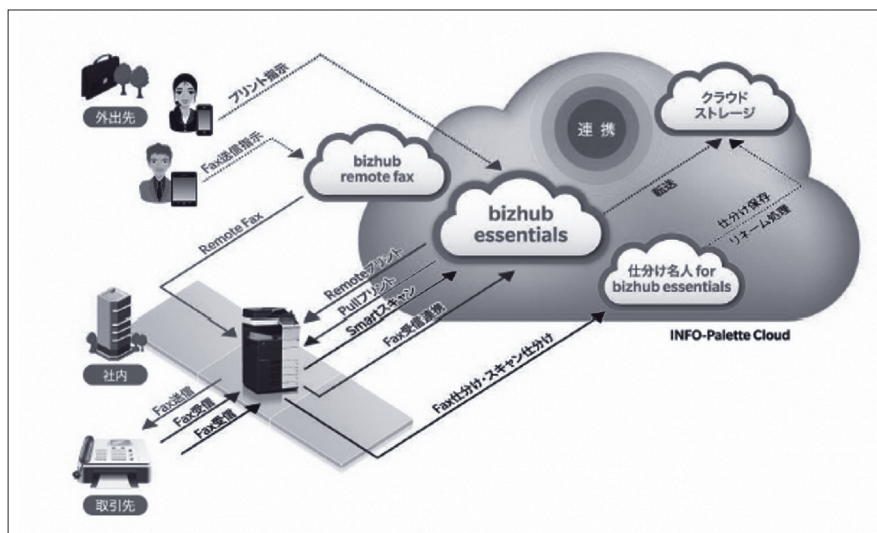 外出先
プリント指示
Fax送信指示
bizhub
remote fax
Remote Fax
クラウド
ストレージ
連携
転送
bizhub
essentials
仕分け保存
リネーム処理
仕分け名人 for
bizhub essentials
INFO-Palette Cloud
Remoteプリント
Pullプリント
Smartスキャン
Fax受信連携
Fax仕分け・スキャン仕分け
社内
Fax送信
Fax受信
Fax受信
取引先